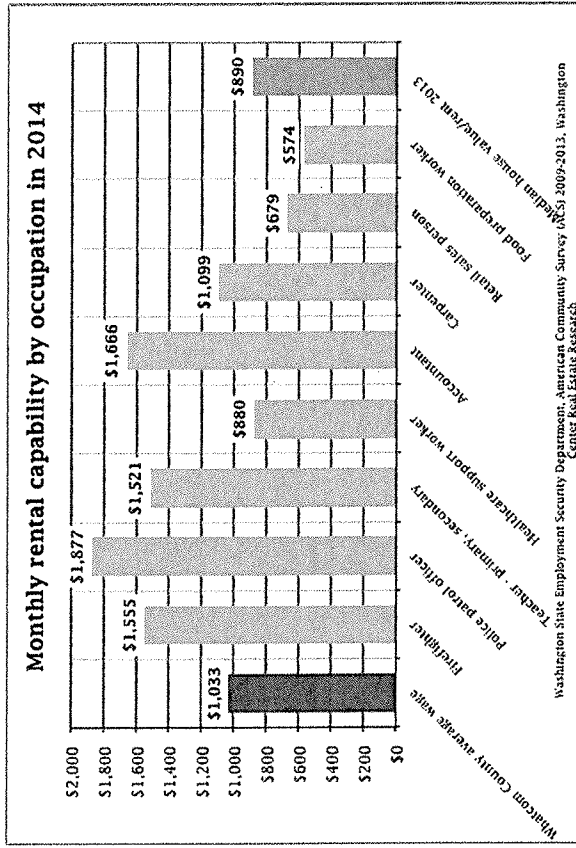 Monthly rental capability by occupation in 2014
$2,000
$1,800
$1,600
$1,400
$1,200
$1,000
$800
$600
$400
$200
$0
$1,033
$1,555
$1,877
$1,521
$880
$1,666
$1,099
$679
$574
$890
Whatcom County average wage
Firefigher
Police patrol officer
Teacher - primary, secondary
Healthcare support worker
Accountant
Carpenter
Retail sales person
Food preparation worker
Median house value/rent 2013
Washington State Employment Security Department, American Community Survey (ACS) 2009-2013, Washington
Center Real Estate Research